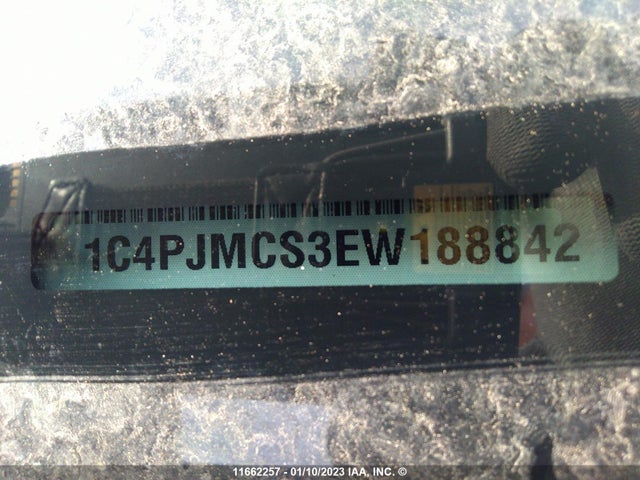 1C4PJMCS3EW188842
11662257 - 01/10/2023 IAA, INC. ©